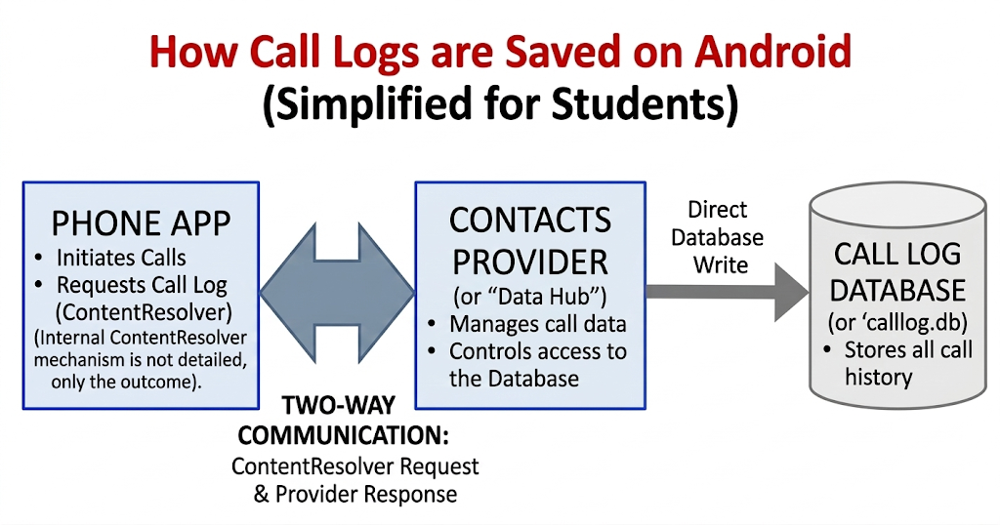 How Call Logs are Saved on Android
(Simplified for Students)
PHONE APP
• Initiates Calls
• Requests Call Log
(ContentResolver)
(Internal ContentResolver
mechanism is not detailed,
only the outcome).
TWO-WAY
COMMUNICATION:
ContentResolver Request
& Provider Response
CONTACTS
PROVIDER
(or “Data Hub”)
• Manages call data
• Controls access to
the Database
Direct
Database
Write
CALL LOG
DATABASE
(or ‘calllog.db)
• Stores all call
history